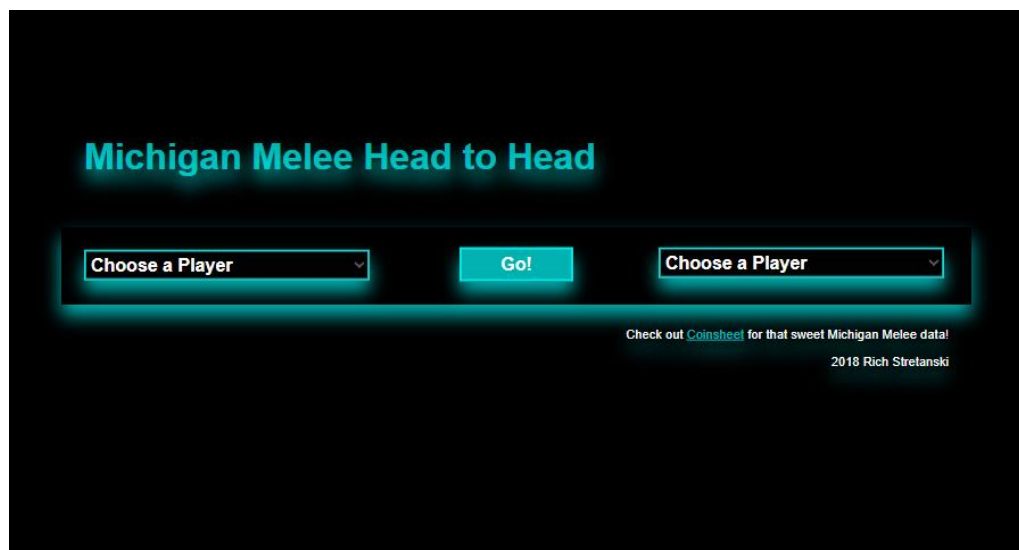 Michigan Melee Head to Head
Choose a Player
Go!
Choose a Player
Check out Coinsheet for that sweet Michigan Melee data!
2018 Rich Stretanski